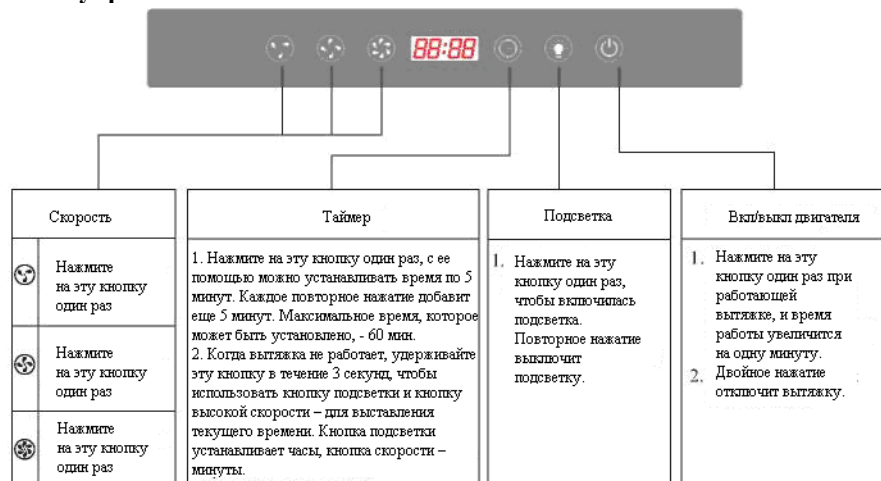 88:88
Скорость
Нажмите
на эту кнопку
один раз
Нажмите
на эту кнопку
один раз
Нажмите
на эту кнопку
один раз
Таймер
1. Нажмите на эту кнопку один раз, с ее
помощью можно устанавливать время по 5
минут. Каждое повторное нажатие добавит
еще 5 минут. Максимальное время, которое
может быть установлено, - 60 мин.
2. Когда вытяжка не работает, удерживайте
эту кнопку в течение 3 секунд, чтобы
использовать кнопку подсветки и кнопку
высокой скорости – для выставления
текущего времени. Кнопка подсветки
устанавливает часы, кнопка скорости –
минуты.
Подсветка
1. Нажмите на эту
кнопку один раз,
чтобы включилась
подсветка.
Повторное нажатие
выключит
подсветку.
Вкл/выкл двигателя
1. Нажмите на эту
кнопку один раз при
работающей
вытяжке, и время
работы увеличится
на одну минуту.
2. Двойное нажатие
отключит вытяжку.